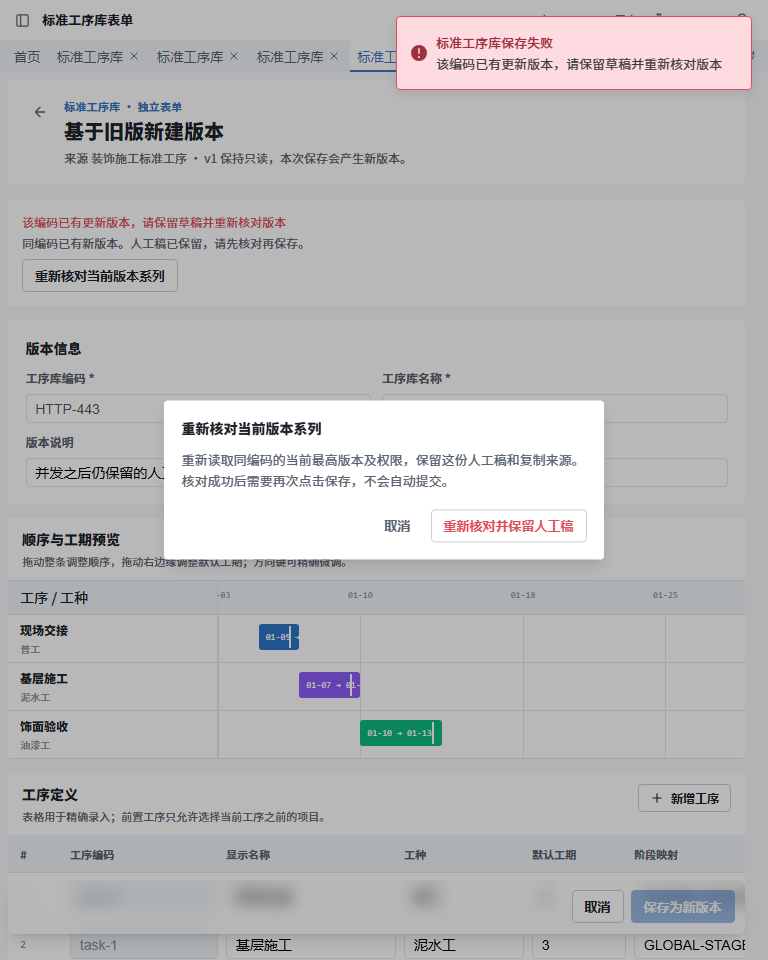 标准工序库表单
标准工序库保存失败
该编码已有更新版本，请保留草稿并重新核对版本
首页 标准工序库 × 标准工序库 × 标准工序库 × 标准工
标准工序库 · 独立表单
基于旧版新建版本
来源 装饰施工标准工序 · v1 保持只读，本次保存会产生新版本。
该编码已有更新版本，请保留草稿并重新核对版本
同编码已有新版本。人工稿已保留，请先核对再保存。
重新核对当前版本系列
版本信息
工序库编码 * 工序库名称 *
HTTP-443
版本说明
并发之后仍保留的人
重新核对当前版本系列
重新读取同编码的当前最高版本及权限，保留这份人工稿和复制来源。
核对成功后需要再次点击保存，不会自动提交。
取消 重新核对并保留人工稿
顺序与工期预览
拖动整条调整顺序，拖动右边缘调整默认工期；方向键可精确微调。
工序 / 工种 -03 01-10 01-18 01-25
现场交接 01-05 →
普工
基层施工 01-07 → 01-
泥水工
饰面验收 01-10 → 01-13
油漆工
工序定义
表格用于精确录入；前置工序只允许选择当前工序之前的项目。
+ 新增工序
# 工序编码 显示名称 工种 默认工期 阶段映射
取消 保存为新版本
2 task-1 基层施工 泥水工 3 GLOBAL-STAGE